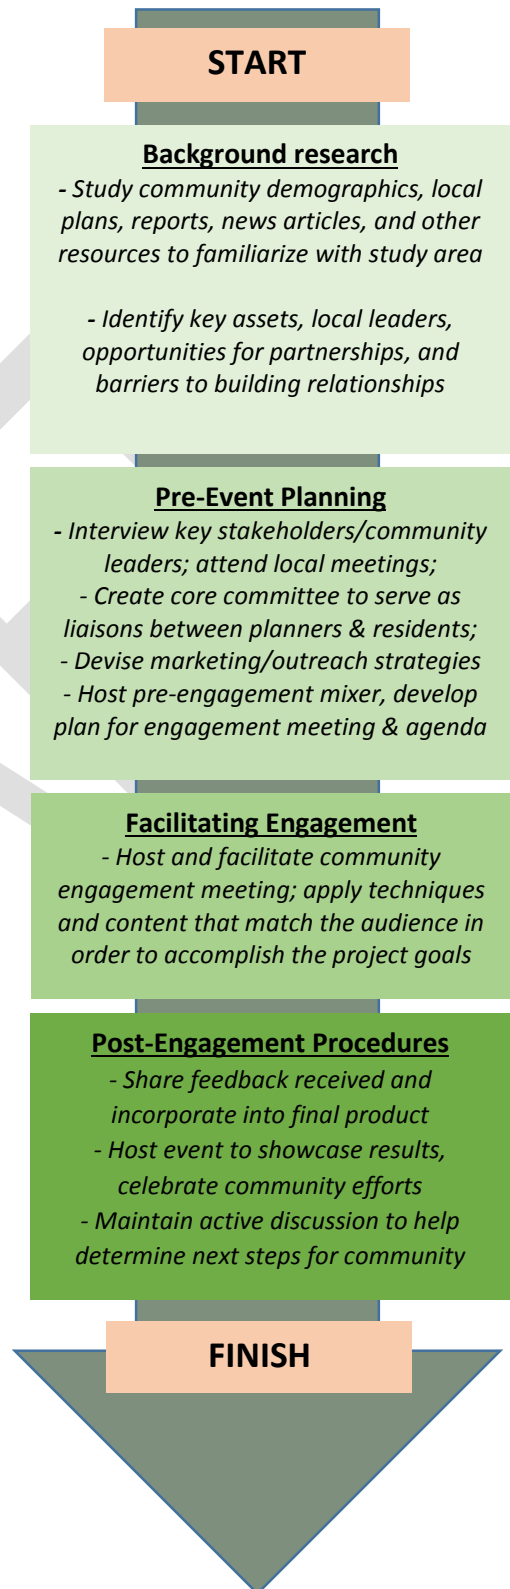 START
Background research
- Study community demographics, local
plans, reports, news articles, and other
resources to familiarize with study area
- Identify key assets, local leaders,
opportunities for partnerships, and
barriers to building relationships
Pre-Event Planning
- Interview key stakeholders/community
leaders; attend local meetings;
- Create core committee to serve as
liaisons between planners & residents;
- Devise marketing/outreach strategies
- Host pre-engagement mixer, develop
plan for engagement meeting & agenda
Facilitating Engagement
- Host and facilitate community
engagement meeting; apply techniques
and content that match the audience in
order to accomplish the project goals
Post-Engagement Procedures
- Share feedback received and
incorporate into final product
- Host event to showcase results,
celebrate community efforts
- Maintain active discussion to help
determine next steps for community
FINISH